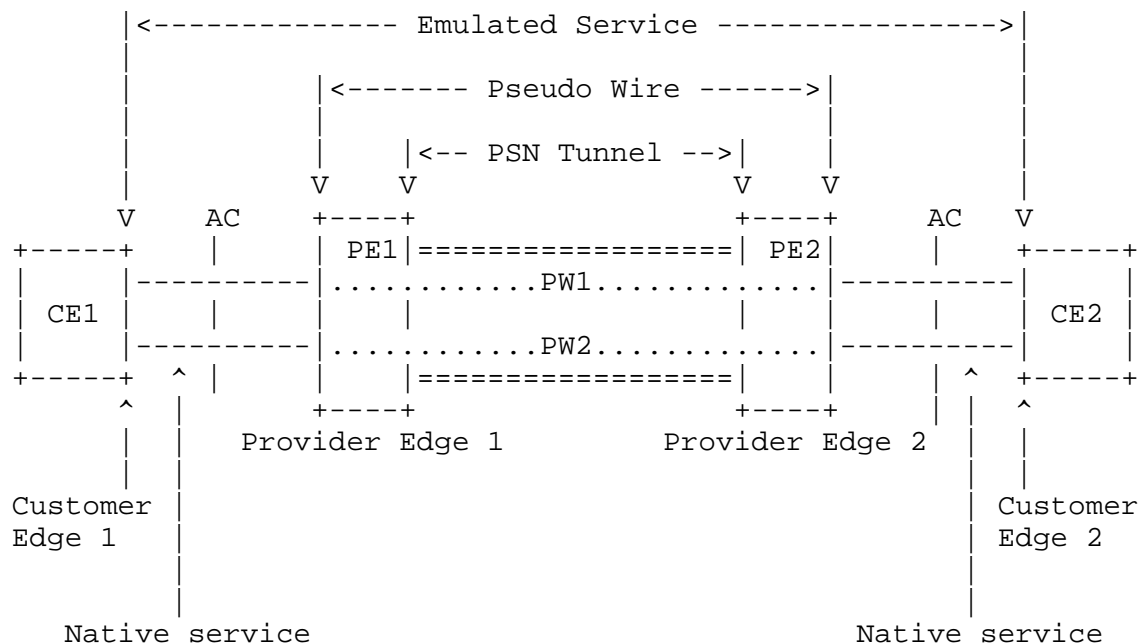 |<-------------- Emulated Service ---------------->|
|                                                  |
|          |<------- Pseudo Wire ------>|          |
|          |                            |          |
|          |    |<-- PSN Tunnel -->|    |          |
|          V    V                  V    V          |
V    AC    +----+                  +----+     AC   V
+-----+    |     | PE1|==================| PE2|     |    +-----+
|     |----------|............PW1.............|----------|     |
| CE1 |    |     |    |                  |    |     |    | CE2 |
|     |----------|............PW2.............|----------|     |
+-----+  ^ |     |    |==================|    |     | ^  +-----+
^  |       +----+                  +----+     | |  ^
|  |   Provider Edge 1         Provider Edge 2  |  |
|  |                                            |  |
Customer |                                            | Customer
Edge 1   |                                            | Edge 2
|                                            |
|                                            |
Native service                               Native service